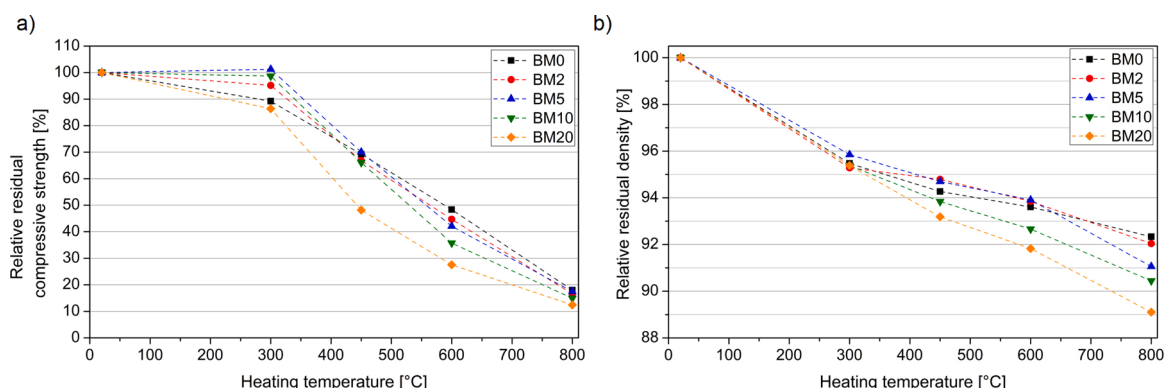 a)
Relative residual
compressive strength [%]
110
100
90
80
70
60
50
40
30
20
10
0
0 100 200 300 400 500 600 700 800
Heating temperature [°C]
BM0
BM2
BM5
BM10
BM20
b)
Relative residual density [%]
100
98
96
94
92
90
88
0 100 200 300 400 500 600 700 800
Heating temperature [°C]
BM0
BM2
BM5
BM10
BM20